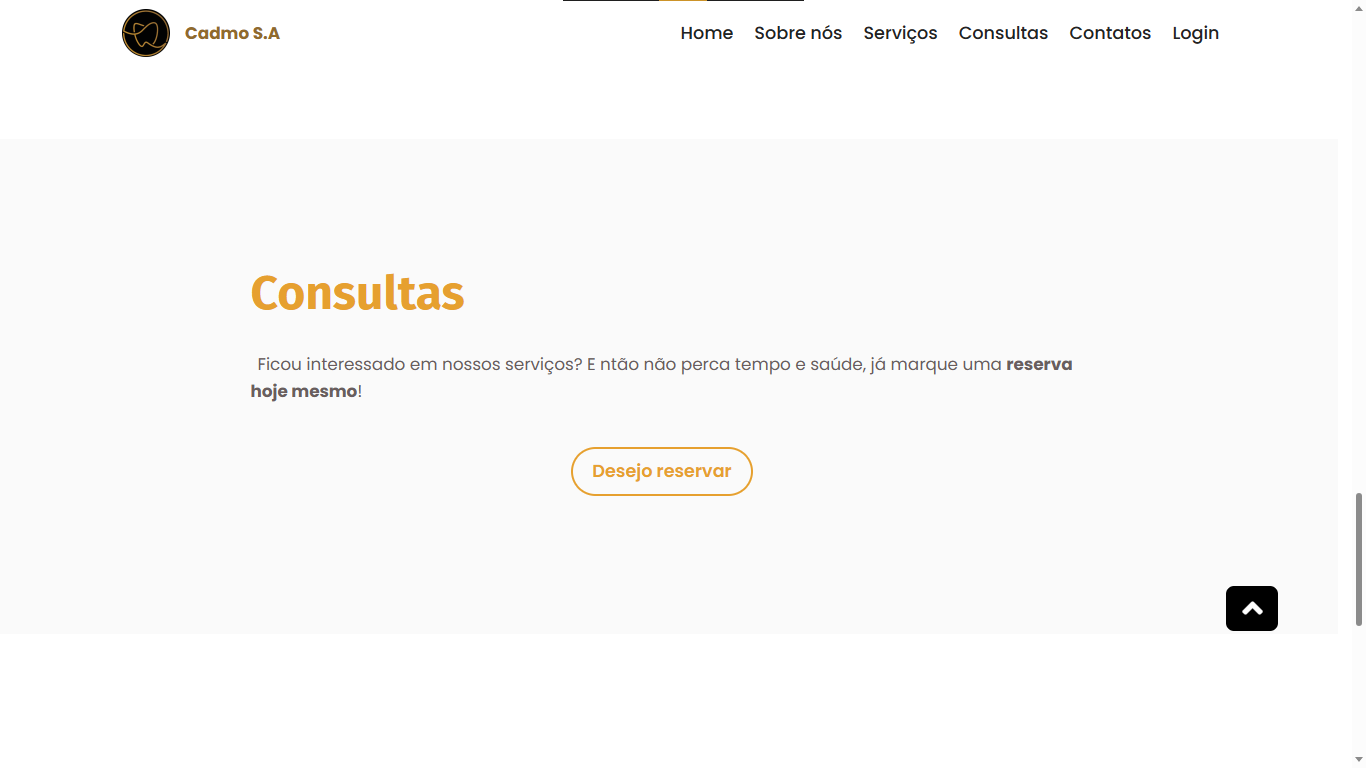 Cadmo S.A
Home Sobre nós Serviços Consultas Contatos Login
Consultas
Ficou interessado em nossos serviços? E ntão não perca tempo e saúde, já marque uma reserva
hoje mesmo!
Desejo reservar